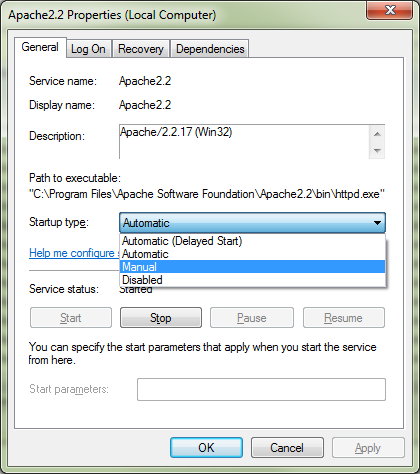 Apache2.2 Properties (Local Computer)
General Log On Recovery Dependencies
Service name: Apache2.2
Display name: Apache2.2
Description: Apache/2.2.17 (Win32)
Path to executable:
"C:\Program Files\Apache Software Foundation\Apache2.2\bin\httpd.exe"
Startup type: Automatic
Automatic (Delayed Start)
Help me configure Automatic
Manual
Disabled
Service status: Started
Start Stop Pause Resume
You can specify the start parameters that apply when you start the service
from here.
Start parameters:
OK Cancel Apply